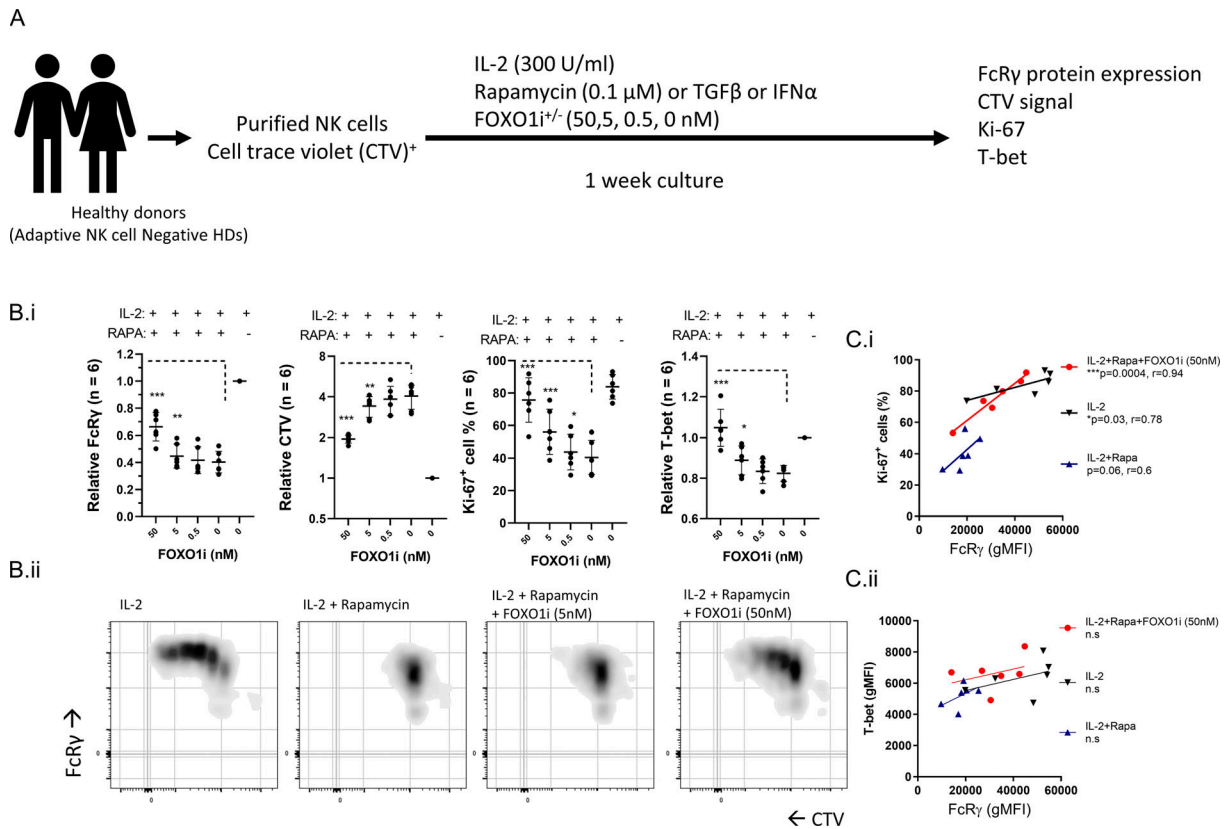 A
IL-2 (300 U/ml)
Rapamycin (0.1 µM) or TGFβ or IFNα
FOXO1i+/- (50,5, 0.5, 0 nM)
Purified NK cells
Cell trace violet (CTV)+
1 week culture
FcRγ protein expression
CTV signal
Ki-67
T-bet
Healthy donors
(Adaptive NK cell Negative HDs)
B.i
IL-2: + + + + +
RAPA: + + + + -
Relative FcRγ (n = 6)
1.2
1.0
0.8
0.6
0.4
0.2
0.0
***
**
50 5 0.5 0 0
FOXO1i (nM)
IL-2: + + + + +
RAPA: + + + + -
Relative CTV (n = 6)
8
4
2
1
0.5
***
**
50 5 0.5 0 0
FOXO1i (nM)
IL-2: + + + + +
RAPA: + + + + -
Ki-67+ cell % (n = 6)
100
80
60
40
20
0
***
***
*
50 5 0.5 0 0
FOXO1i (nM)
IL-2: + + + + +
RAPA: + + + + -
Relative T-bet (n = 6)
1.4
1.2
1.0
0.8
0.6
***
*
50 5 0.5 0 0
FOXO1i (nM)
C.i
Ki-67+ cells (%)
100
80
60
40
20
0
0 20000 40000 60000
FcRγ (gMFI)
IL-2+Rapa+FOXO1i (50nM)
***p=0.0004, r=0.94
IL-2
*p=0.03, r=0.78
IL-2+Rapa
p=0.06, r=0.6
B.ii
IL-2
IL-2 + Rapamycin
IL-2 + Rapamycin
+ FOXO1i (5nM)
IL-2 + Rapamycin
+ FOXO1i (50nM)
FcRγ →
0
0
0
0
0
0
0
0
← CTV
C.ii
T-bet (gMFI)
10000
8000
6000
4000
2000
0
0 20000 40000 60000
FcRγ (gMFI)
IL-2+Rapa+FOXO1i (50nM)
n.s
IL-2
n.s
IL-2+Rapa
n.s